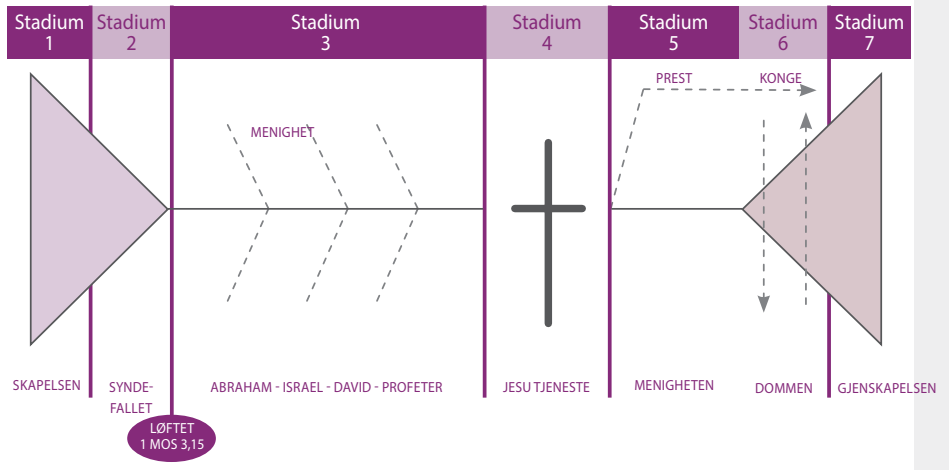 Stadium
1
Stadium
2
Stadium
3
Stadium
4
Stadium
5
Stadium
6
Stadium
7
PREST
KONGE
MENIGHET
SKAPELSEN
SYNDE-
FALLET
ABRAHAM - ISRAEL - DAVID - PROFETER
JESU TJENESTE
MENIGHETEN
DOMMEN
GJENSKAPELSEN
LØFTET
1 MOS 3,15